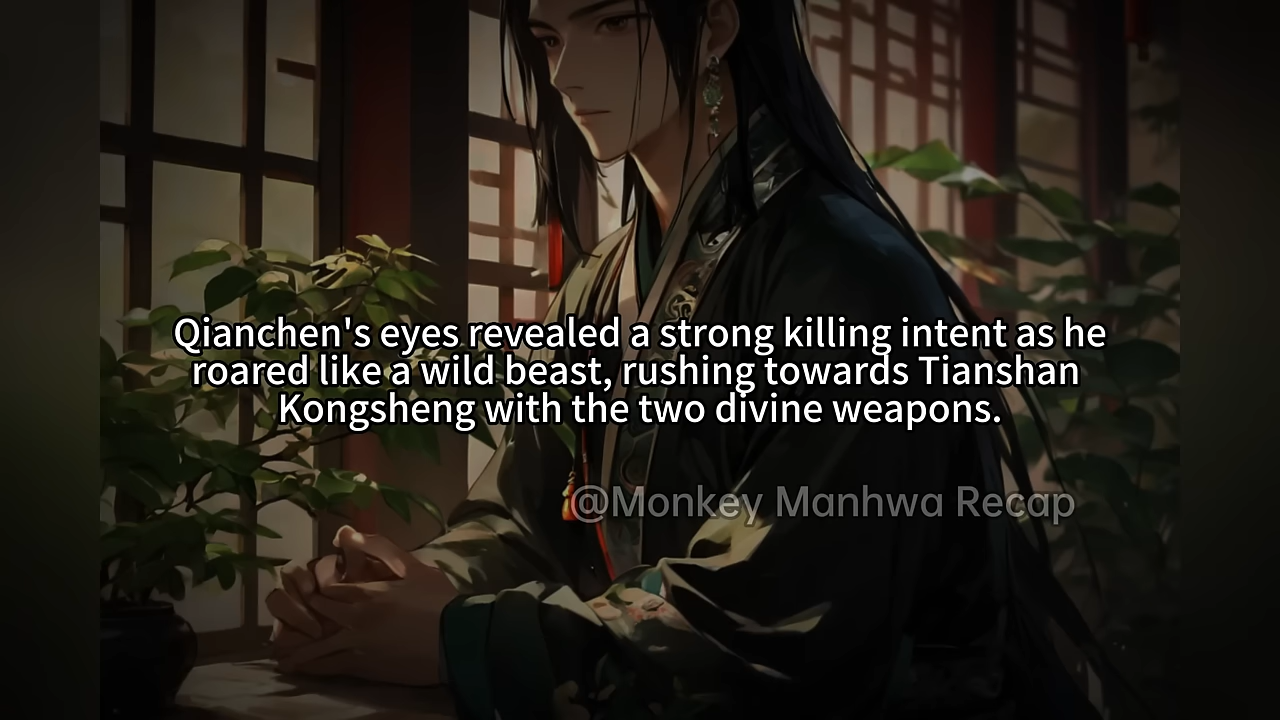 Qianchen's eyes revealed a strong killing intent as he
roared like a wild beast, rushing towards Tianshan
Kongsheng with the two divine weapons.
@Monkey Manhwa Recap